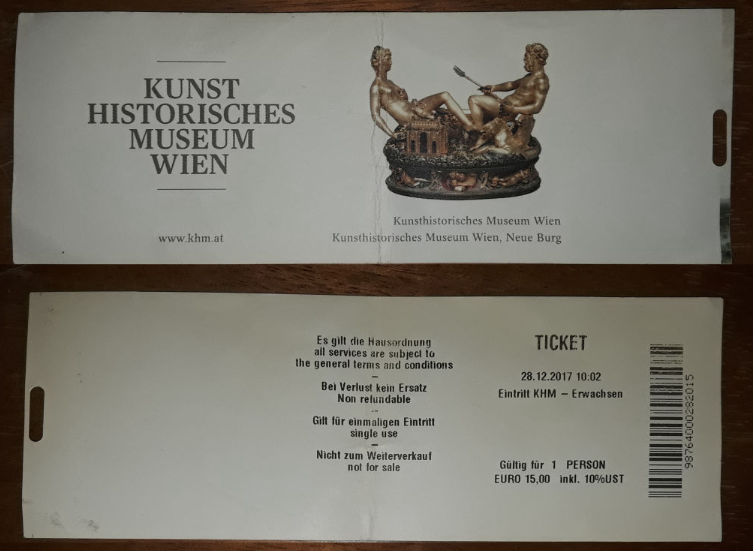 KUNST
HISTORISCHES
MUSEUM
WIEN
www.khm.at
Kunsthistorisches Museum Wien
Kunsthistorisches Museum Wien, Neue Burg
Es gilt die Hausordnung
all services are subject to
the general terms and conditions
–
Bei Verlust kein Ersatz
Non refundable
–
Gilt für einmaligen Eintritt
single use
–
Nicht zum Weiterverkauf
not for sale
TICKET
28.12.2017 10:02
Eintritt KHM – Erwachsen
Gültig für 1 PERSON
EURO 15,00 inkl. 10%UST
98764000282015